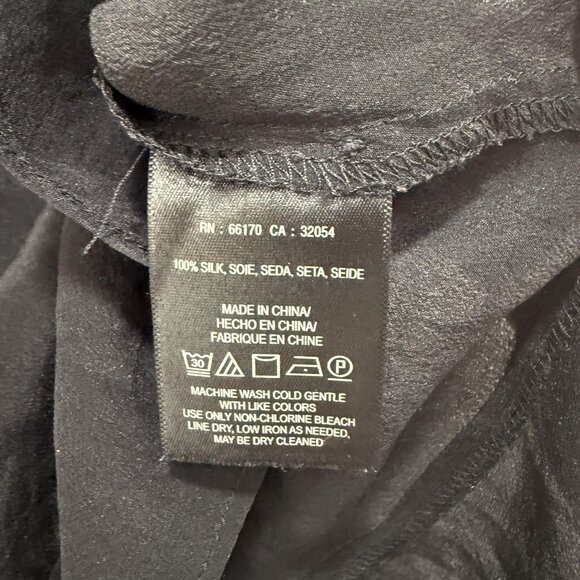 RN : 66170 CA : 32054
100% SILK, SOIE, SEDA, SETA, SEIDE
MADE IN CHINA/
HECHO EN CHINA/
FABRIQUE EN CHINE
30 P
MACHINE WASH COLD GENTLE
WITH LIKE COLORS
USE ONLY NON-CHLORINE BLEACH
LINE DRY, LOW IRON AS NEEDED,
MAY BE DRY CLEANED